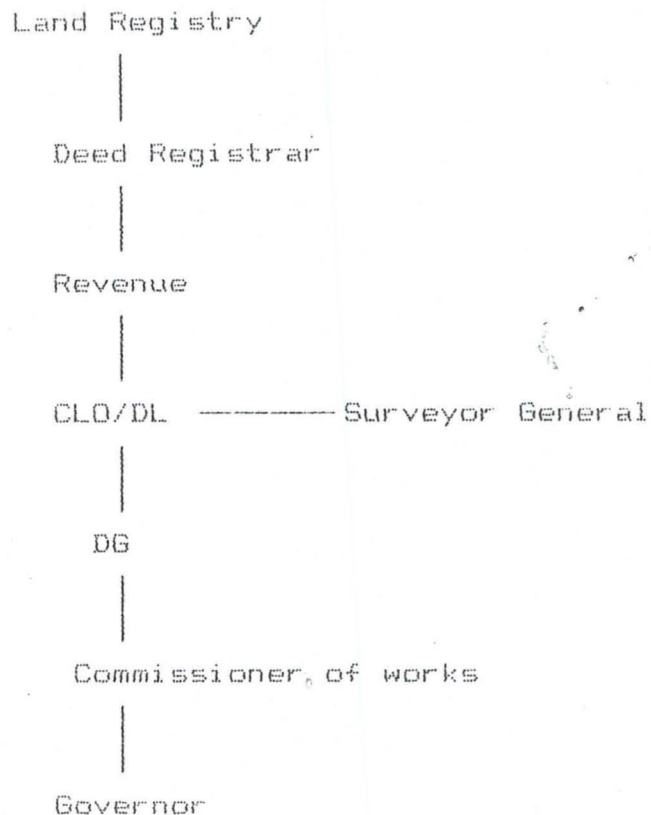 Land Registry
Deed Registrar
Revenue
CLO/DL Surveyor General
DG
Commissioner of works
Governor